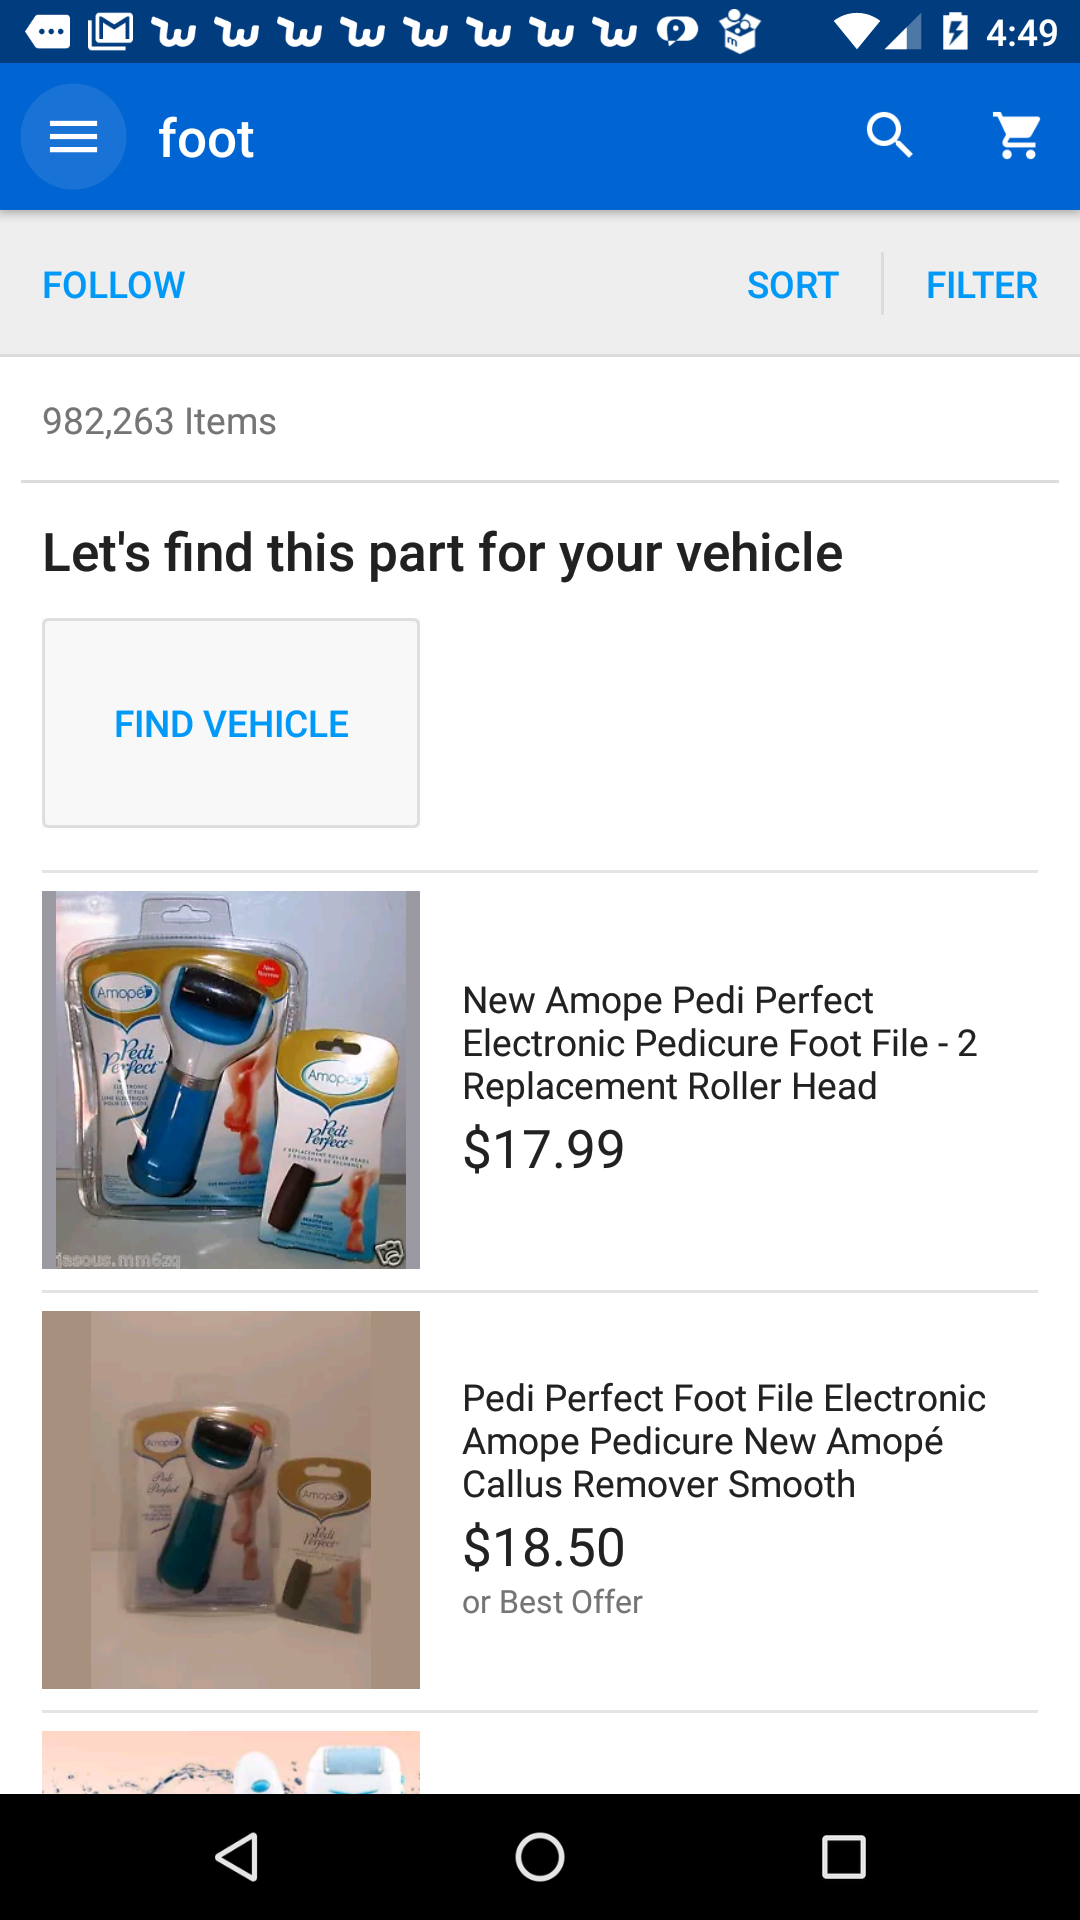 4:49
foot
FOLLOW
SORT
FILTER
982,263 Items
Let's find this part for your vehicle
FIND VEHICLE
Amopé
Pedi
Perfect
Amopé
Pedi
Perfect
jasous.mm6zq
New Amope Pedi Perfect
Electronic Pedicure Foot File - 2
Replacement Roller Head
$17.99
Amopé
Pedi
Perfect
Amopé
Pedi
Perfect
Pedi Perfect Foot File Electronic
Amope Pedicure New Amopé
Callus Remover Smooth
$18.50
or Best Offer